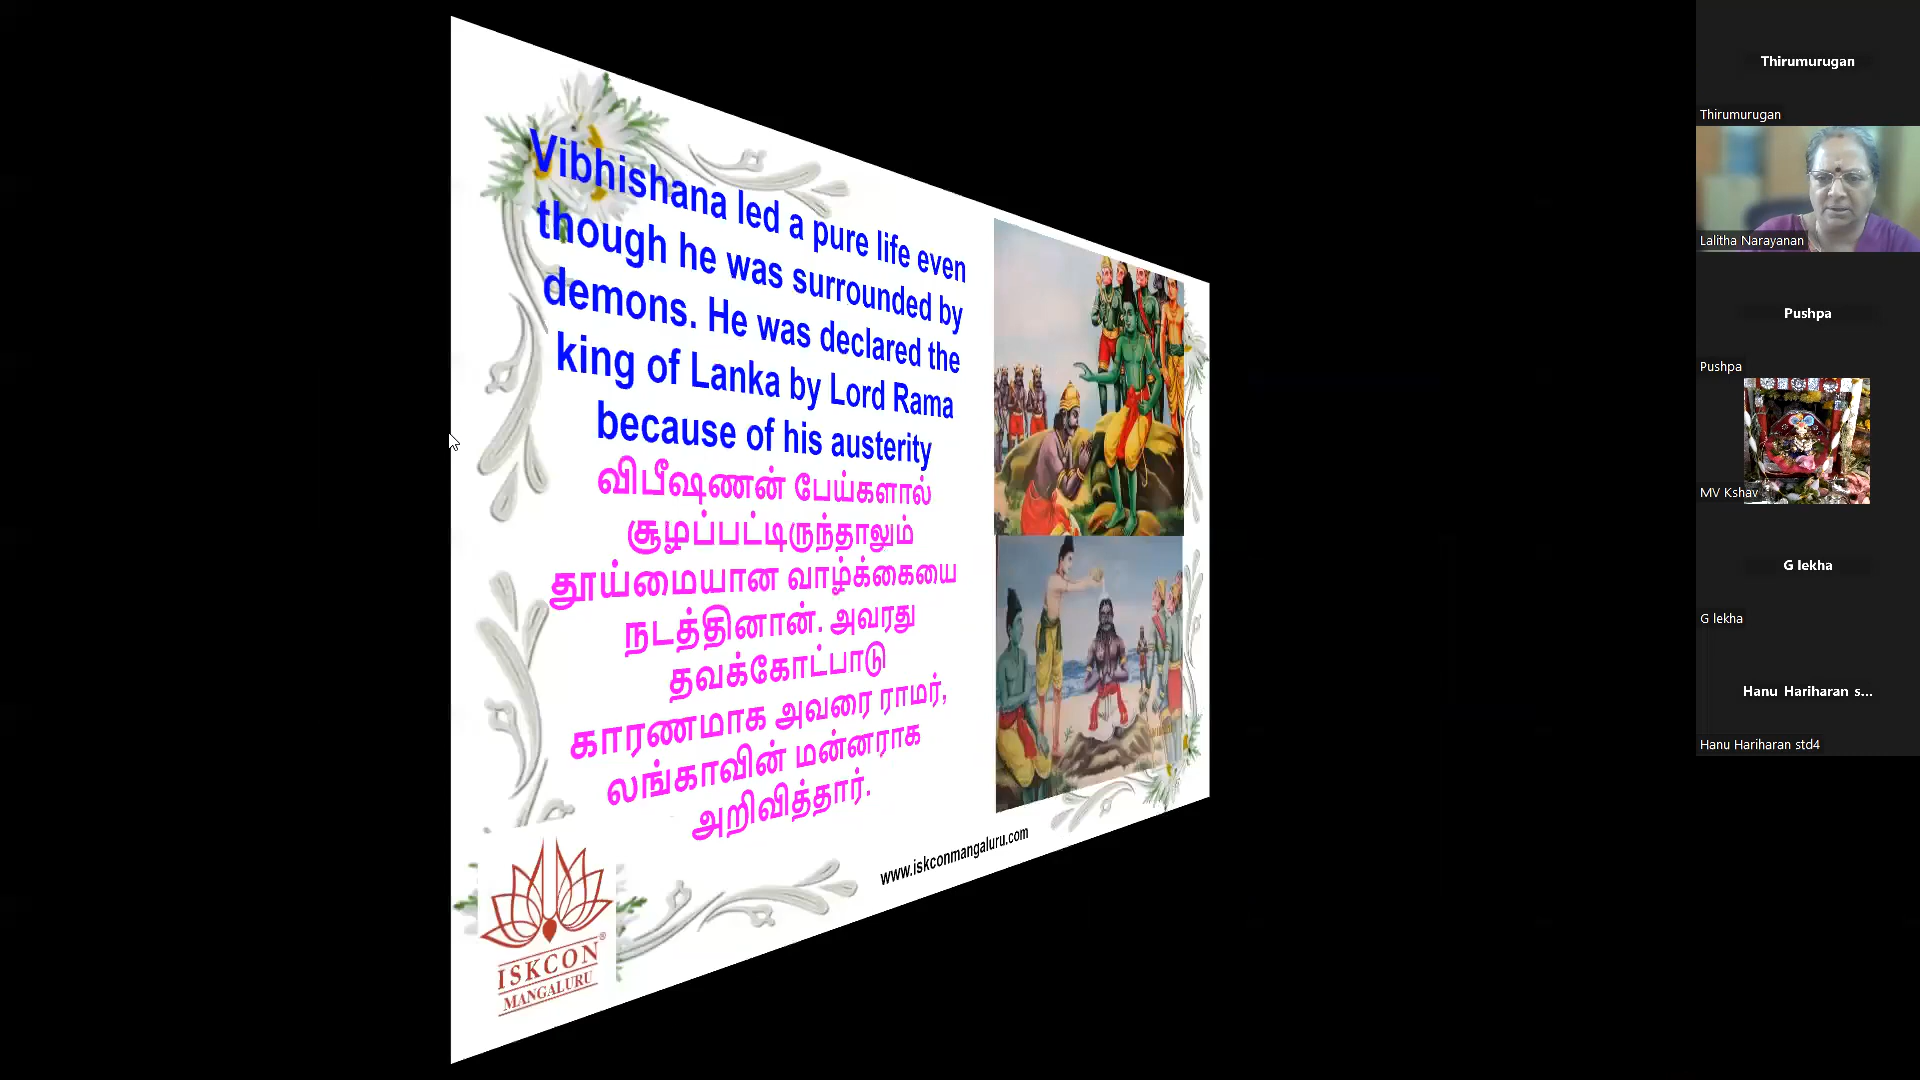 Vibhishana led a pure life even
though he was surrounded by
demons. He was declared the
king of Lanka by Lord Rama
because of his austerity
விபீஷணன் பேய்களால்
சூழப்பட்டிருந்தாலும்
தூய்மையான வாழ்க்கையை
நடத்தினான். அவரது
தவக்கோட்பாடு
காரணமாக அவரை ராமர்,
லங்காவின் மன்னராக
அறிவித்தார்.
www.iskconmangaluru.com
ISKCON
MANGALURU
Thirumurugan
Thirumurugan
Lalitha Narayanan
Pushpa
Pushpa
MV Kshav
G lekha
G lekha
Hanu Hariharan s...
Hanu Hariharan std4